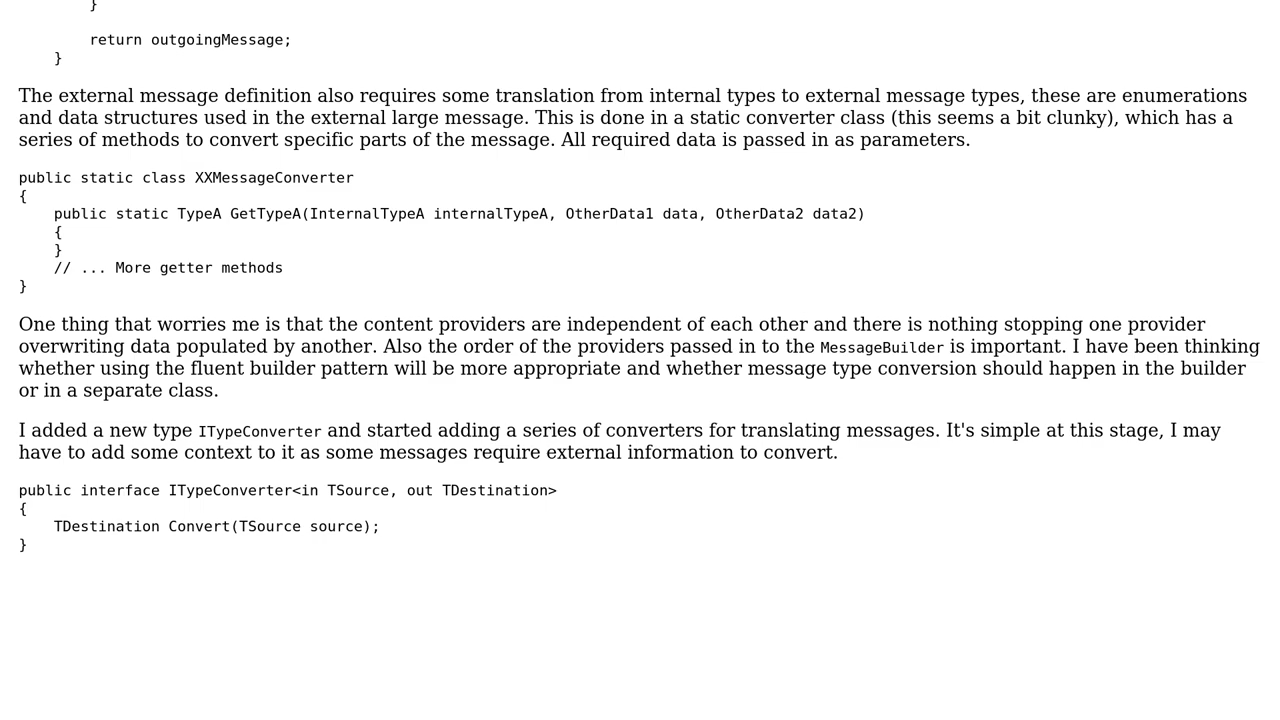 }
return outgoingMessage;
}
The external message definition also requires some translation from internal types to external message types, these are enumerations
and data structures used in the external large message. This is done in a static converter class (this seems a bit clunky), which has a
series of methods to convert specific parts of the message. All required data is passed in as parameters.
public static class XXMessageConverter
{
public static TypeA GetTypeA(InternalTypeA internalTypeA, OtherData1 data, OtherData2 data2)
{
}
// ... More getter methods
}
One thing that worries me is that the content providers are independent of each other and there is nothing stopping one provider
overwriting data populated by another. Also the order of the providers passed in to the MessageBuilder is important. I have been thinking
whether using the fluent builder pattern will be more appropriate and whether message type conversion should happen in the builder
or in a separate class.
I added a new type ITypeConverter and started adding a series of converters for translating messages. It's simple at this stage, I may
have to add some context to it as some messages require external information to convert.
public interface ITypeConverter<in TSource, out TDestination>
{
TDestination Convert(TSource source);
}